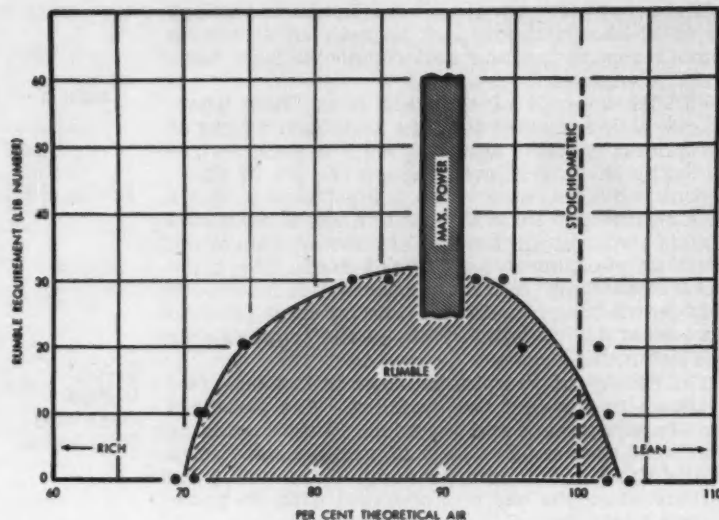 60
50
40
30
20
10
0
RUMBLE REQUIREMENT (LIB NUMBER)
MAX. POWER
STOICHIOMETRIC
RUMBLE
RICH
LEAN
60 70 80 90 100 110
PER CENT THEORETICAL AIR